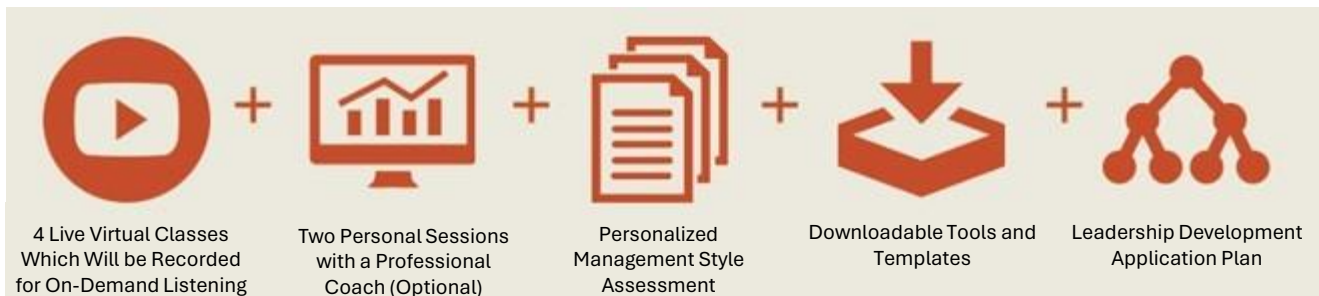 4 Live Virtual Classes
Which Will be Recorded
for On-Demand Listening
Two Personal Sessions
with a Professional
Coach (Optional)
Personalized
Management Style
Assessment
Downloadable Tools and
Templates
Leadership Development
Application Plan